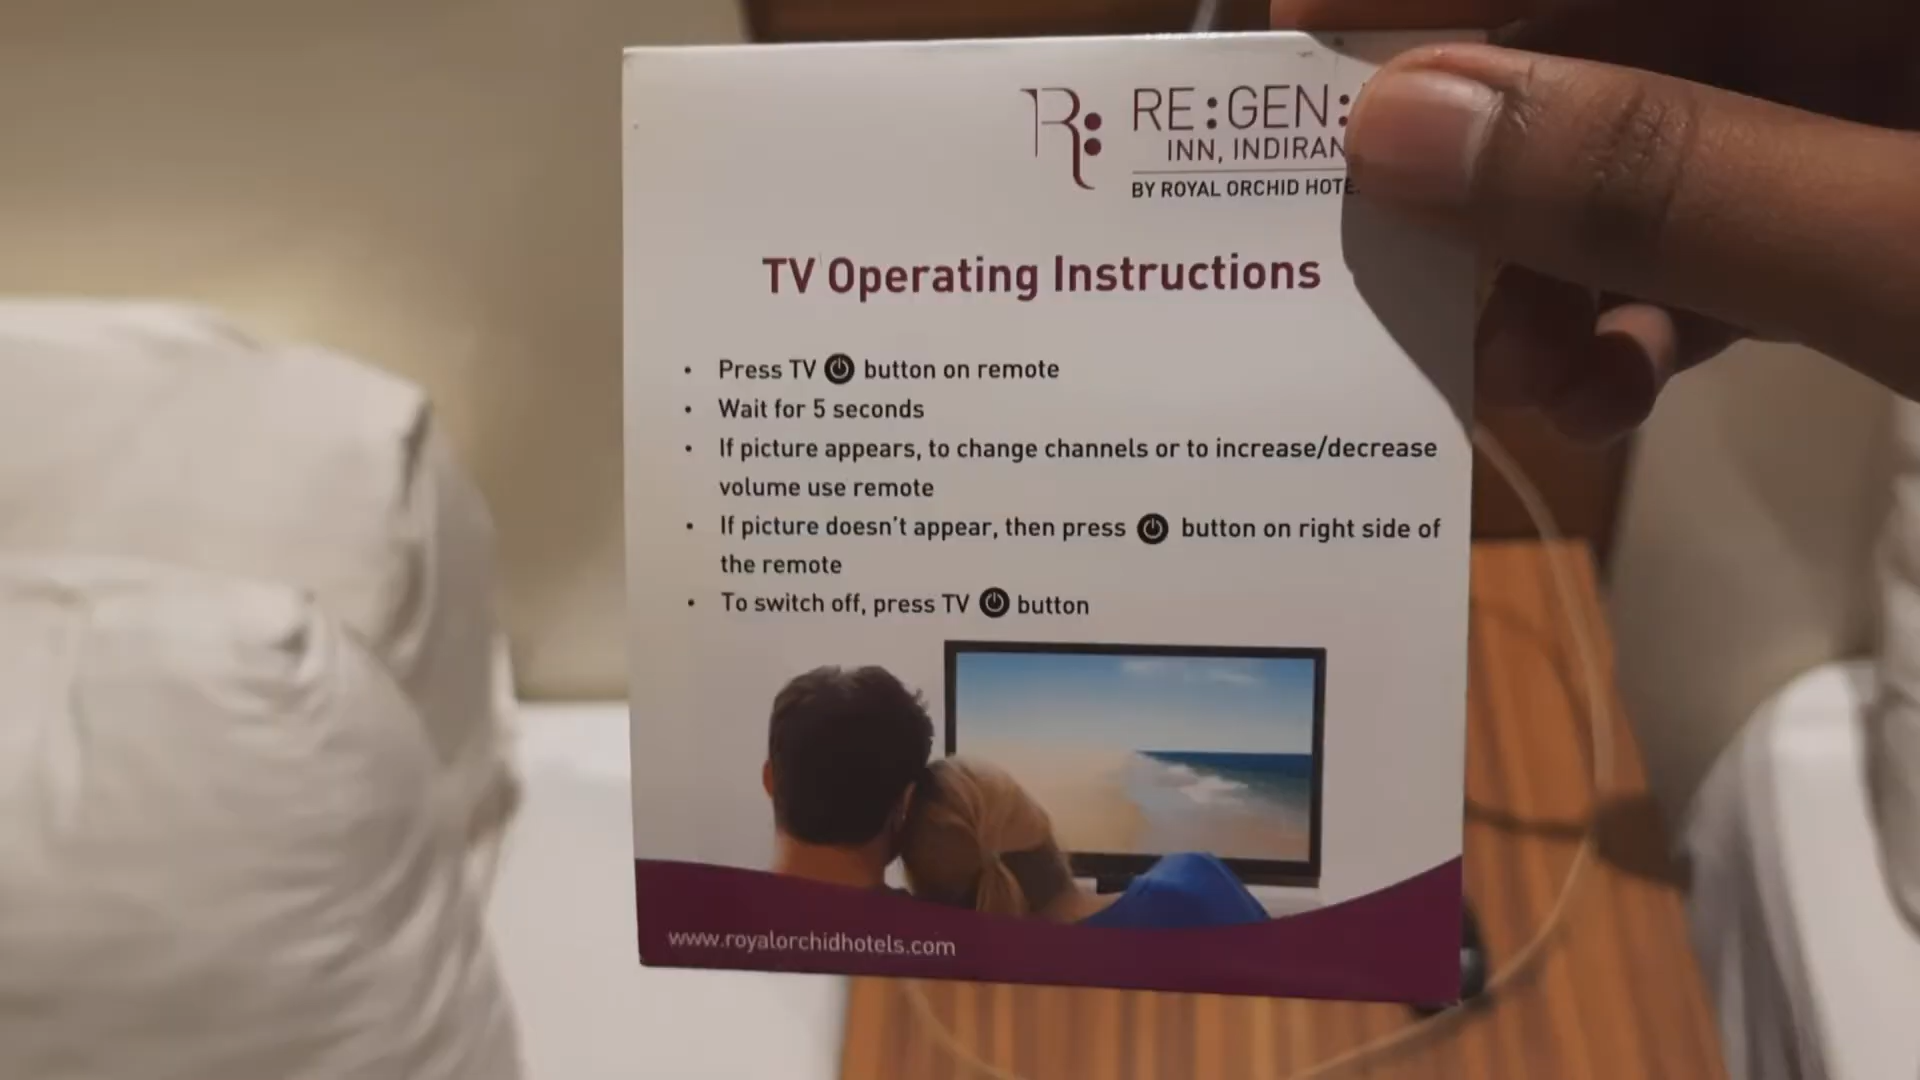 RE:GEN:
INN, INDIRAN
BY ROYAL ORCHID HOTE
TV Operating Instructions
• Press TV button on remote
• Wait for 5 seconds
• If picture appears, to change channels or to increase/decrease
volume use remote
• If picture doesn't appear, then press button on right side of
the remote
• To switch off, press TV button
www.royalorchidhotels.com